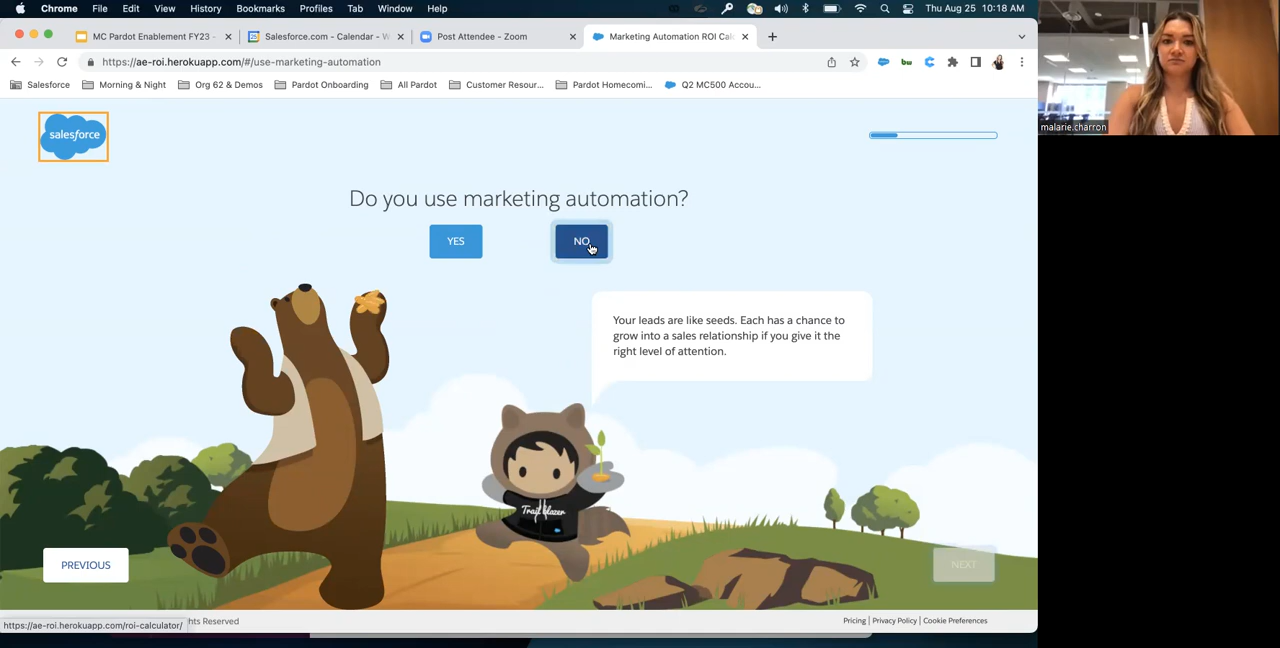 Chrome File Edit View History Bookmarks Profiles Tab Window Help Thu Aug 25 10:18 AM
MC Pardot Enablement FY23 - Salesforce.com - Calendar - W Post Attendee - Zoom Marketing Automation ROI Calc
https://ae-roi.herokuapp.com/#/use-marketing-automation
Salesforce Morning & Night Org 62 & Demos Pardot Onboarding All Pardot Customer Resour... Pardot Homecomi... Q2 MC500 Accou...
malarie.charron
salesforce
Do you use marketing automation?
YES NO
Your leads are like seeds. Each has a chance to
grow into a sales relationship if you give it the
right level of attention.
Trailblazer
PREVIOUS NEXT
https://ae-roi.herokuapp.com/roi-calculator/ hts Reserved Pricing | Privacy Policy | Cookie Preferences